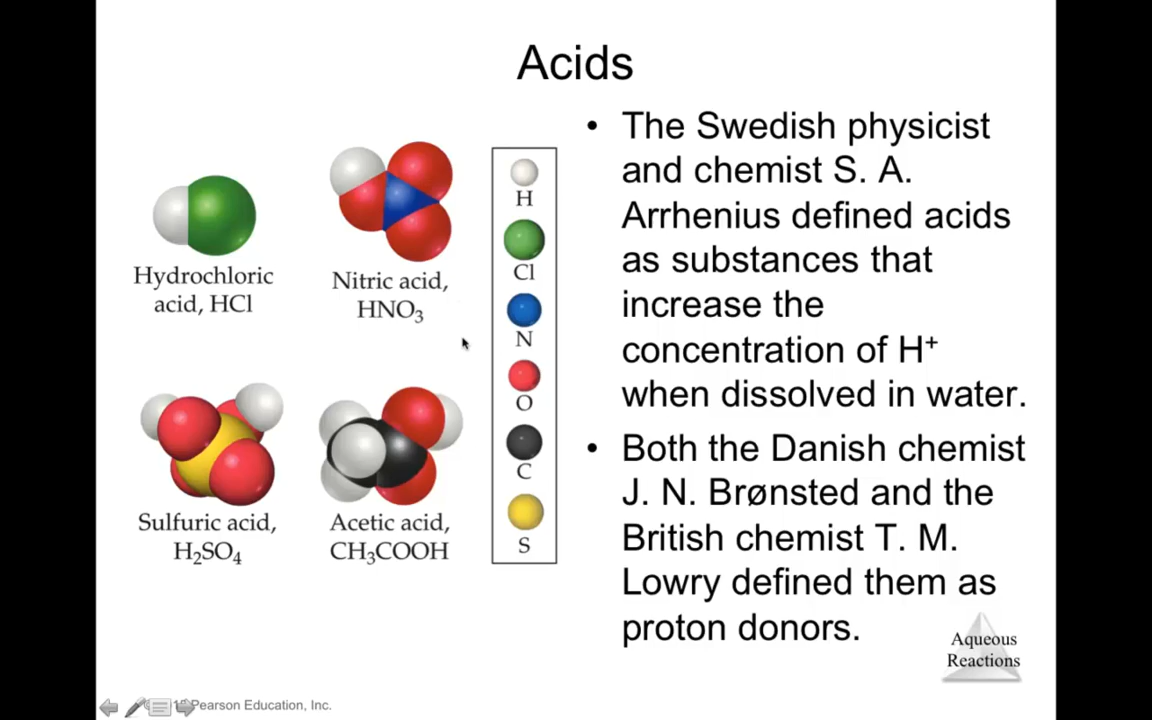 Acids
Hydrochloric
acid, HCl
Nitric acid,
HNO₃
Sulfuric acid,
H₂SO₄
Acetic acid,
CH₃COOH
H
Cl
N
O
C
S
• The Swedish physicist
and chemist S. A.
Arrhenius defined acids
as substances that
increase the
concentration of H⁺
when dissolved in water.
• Both the Danish chemist
J. N. Brønsted and the
British chemist T. M.
Lowry defined them as
proton donors.
Aqueous
Reactions
Pearson Education, Inc.